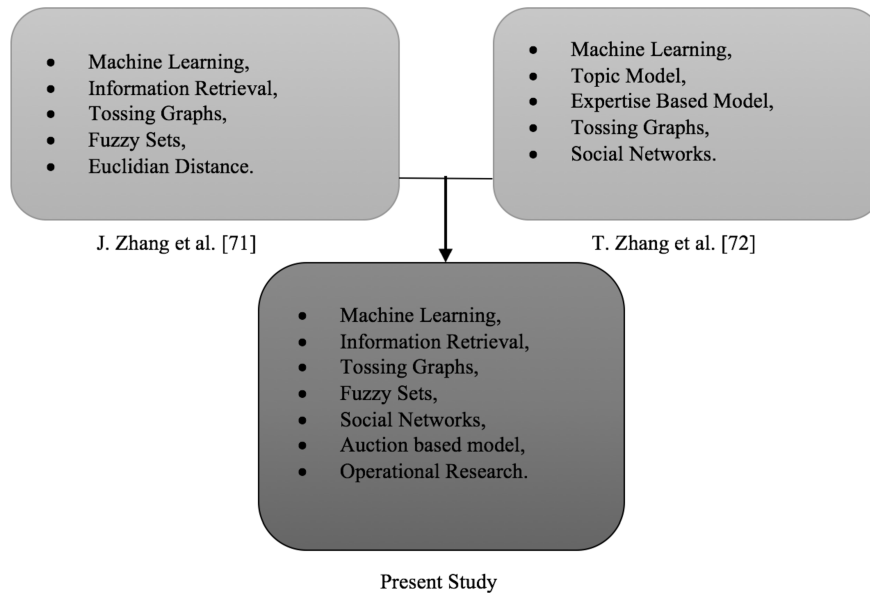 • Machine Learning,
• Information Retrieval,
• Tossing Graphs,
• Fuzzy Sets,
• Euclidian Distance.
J. Zhang et al. [71]
• Machine Learning,
• Topic Model,
• Expertise Based Model,
• Tossing Graphs,
• Social Networks.
T. Zhang et al. [72]
• Machine Learning,
• Information Retrieval,
• Tossing Graphs,
• Fuzzy Sets,
• Social Networks,
• Auction based model,
• Operational Research.
Present Study